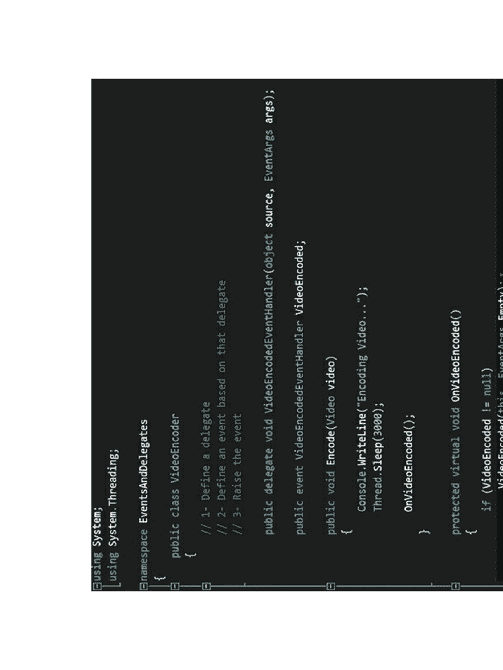 using System;
using System.Threading;
namespace EventsAndDelegates
{
public class VideoEncoder
{
// 1- Define a delegate
// 2- Define an event based on that delegate
// 3- Raise the event
public delegate void VideoEncodedEventHandler(object source, EventArgs args);
public event VideoEncodedEventHandler VideoEncoded;
public void Encode(Video video)
{
Console.WriteLine("Encoding Video...");
Thread.Sleep(3000);
OnVideoEncoded();
}
protected virtual void OnVideoEncoded()
{
if (VideoEncoded != null)